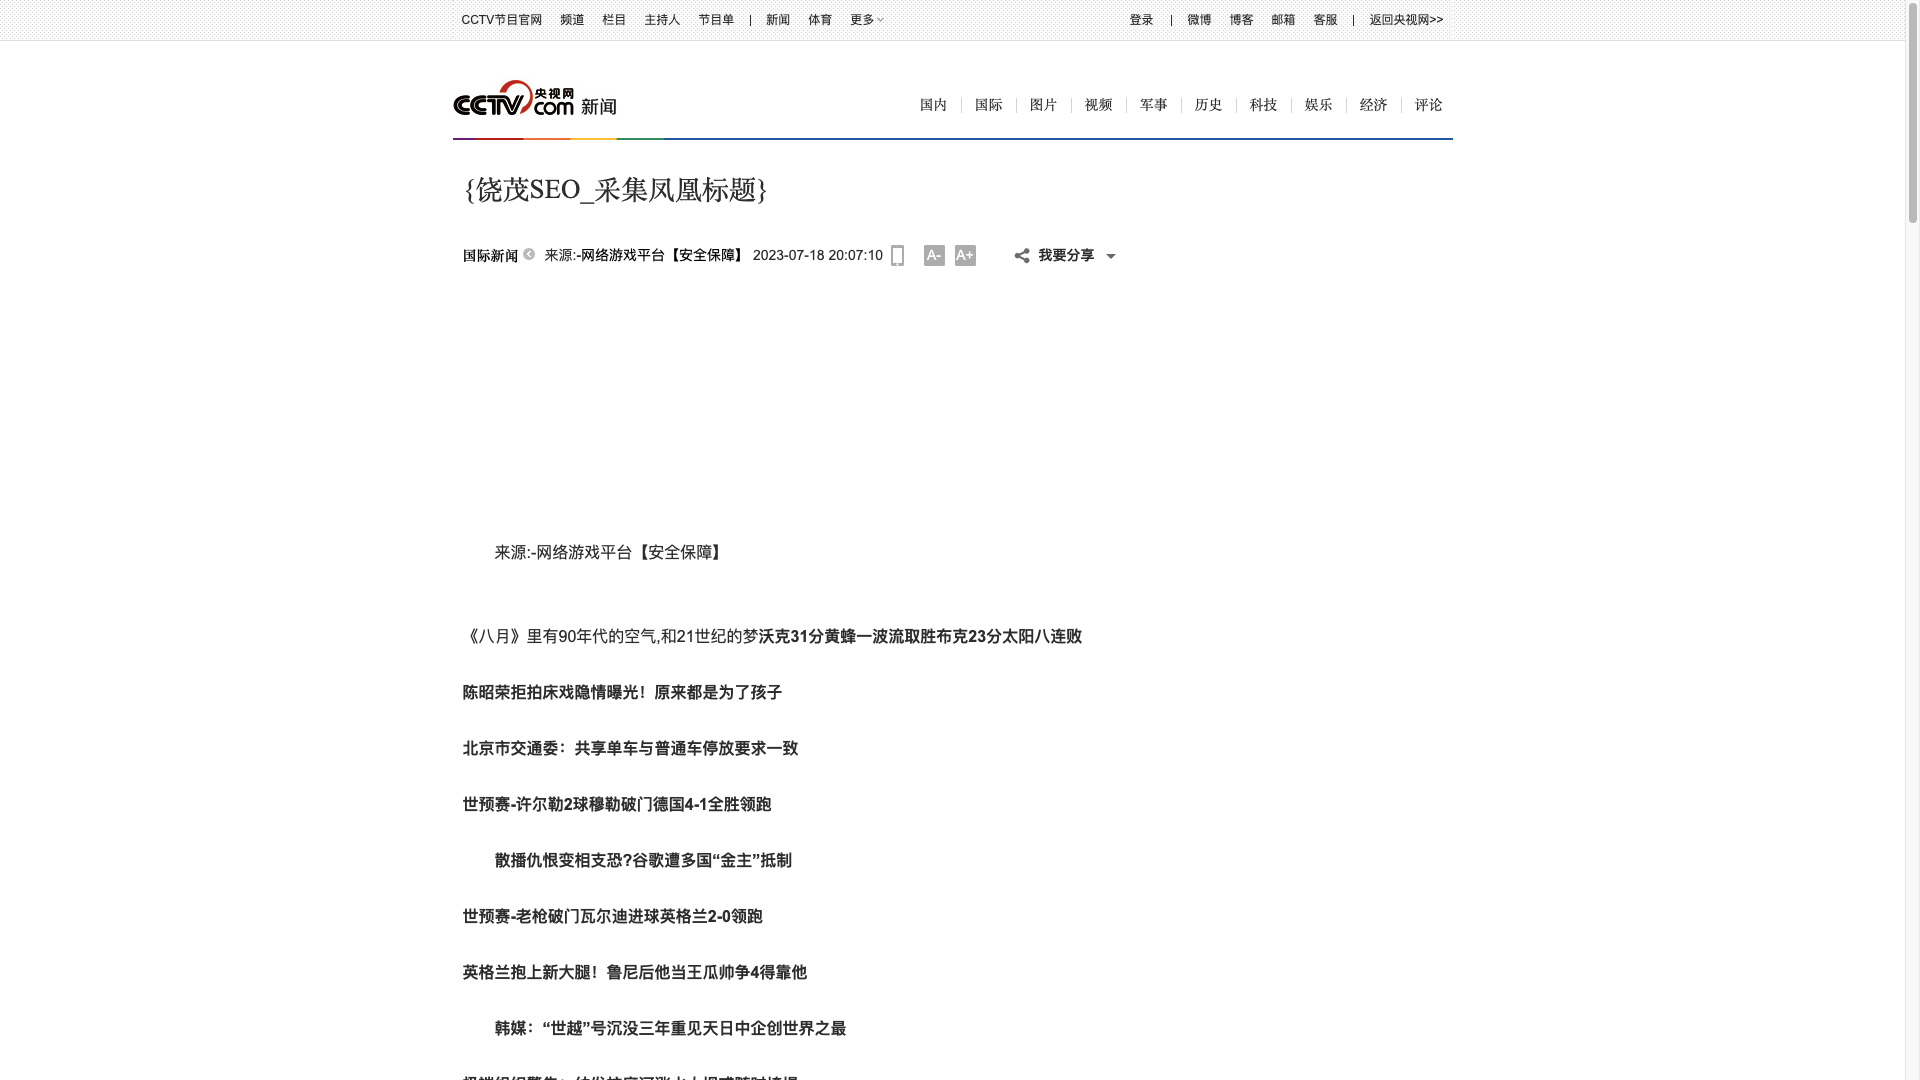 CCTV节目官网 频道 栏目 主持人 节目单 | 新闻 体育 更多 登录 | 微博 博客 邮箱 客服 | 返回央视网>>
CCTV.com 央视网 新闻 国内 国际 图片 视频 军事 历史 科技 娱乐 经济 评论
{饶茂SEO_采集凤凰标题}
国际新闻 来源:-网络游戏平台【安全保障】 2023-07-18 20:07:10 A- A+ 我要分享
来源:-网络游戏平台【安全保障】
《八月》里有90年代的空气,和21世纪的梦沃克31分黄蜂一波流取胜布克23分太阳八连败
陈昭荣拒拍床戏隐情曝光！原来都是为了孩子
北京市交通委：共享单车与普通车停放要求一致
世预赛-许尔勒2球穆勒破门德国4-1全胜领跑
散播仇恨变相支恐?谷歌遭多国“金主”抵制
世预赛-老枪破门瓦尔迪进球英格兰2-0领跑
英格兰抱上新大腿！鲁尼后他当王瓜帅争4得靠他
韩媒：“世越”号沉没三年重见天日中企创世界之最